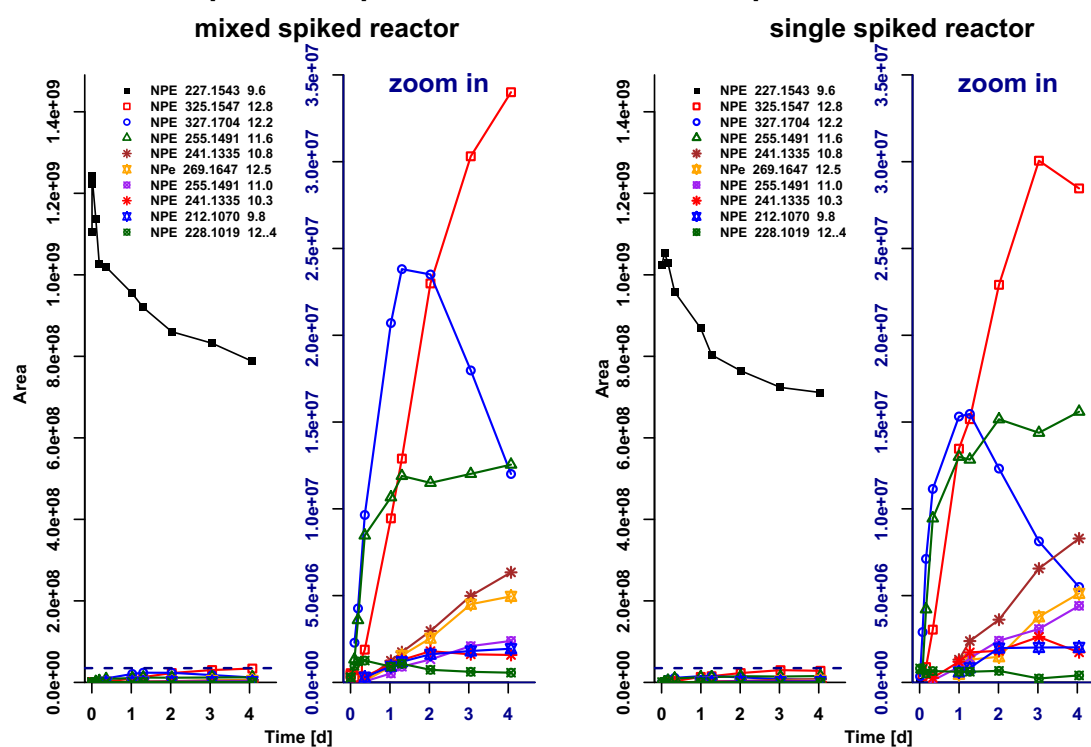 mixed spiked reactor
single spiked reactor
zoom in
NPE 227.1543 9.6
NPE 325.1547 12.8
NPE 327.1704 12.2
NPE 255.1491 11.6
NPE 241.1335 10.8
NPe 269.1647 12.5
NPE 255.1491 11.0
NPE 241.1335 10.3
NPE 212.1070 9.8
NPE 228.1019 12..4
Area
0.0e+00 2.0e+08 4.0e+08 6.0e+08 8.0e+08 1.0e+09 1.2e+09 1.4e+09
0.0e+00 5.0e+06 1.0e+07 1.5e+07 2.0e+07 2.5e+07 3.0e+07 3.5e+07
0 1 2 3 4
0 1 2 3 4
Time [d]
zoom in
NPE 227.1543 9.6
NPE 325.1547 12.8
NPE 327.1704 12.2
NPE 255.1491 11.6
NPE 241.1335 10.8
NPe 269.1647 12.5
NPE 255.1491 11.0
NPE 241.1335 10.3
NPE 212.1070 9.8
NPE 228.1019 12..4
Area
0.0e+00 2.0e+08 4.0e+08 6.0e+08 8.0e+08 1.0e+09 1.2e+09 1.4e+09
0.0e+00 5.0e+06 1.0e+07 1.5e+07 2.0e+07 2.5e+07 3.0e+07 3.5e+07
0 1 2 3 4
0 1 2 3 4
Time [d]